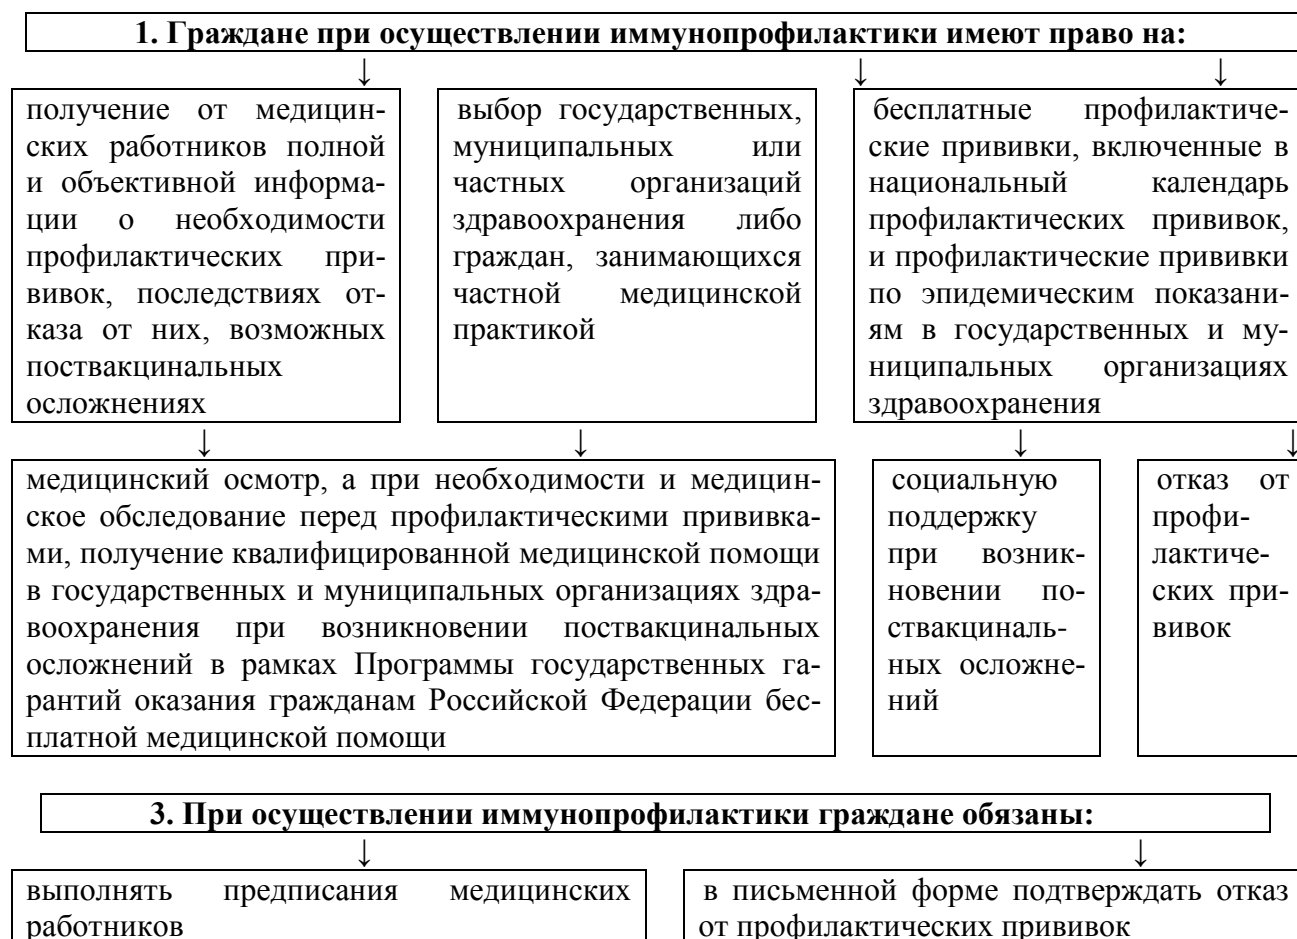 1. Граждане при осуществлении иммунопрофилактики имеют право на:
↓ ↓ ↓
получение от медицин-
ских работников полной
и объективной информа-
ции о необходимости
профилактических при-
вивок, последствиях от-
каза от них, возможных
поствакцинальных
осложнениях
выбор государственных,
муниципальных или
частных организаций
здравоохранения либо
граждан, занимающихся
частной медицинской
практикой
бесплатные профилактиче-
ские прививки, включенные в
национальный календарь
профилактических прививок,
и профилактические прививки
по эпидемическим показани-
ям в государственных и му-
ниципальных организациях
здравоохранения
↓ ↓ ↓ ↓
медицинский осмотр, а при необходимости и медицин-
ское обследование перед профилактическими прививка-
ми, получение квалифицированной медицинской помощи
в государственных и муниципальных организациях здра-
воохранения при возникновении поствакцинальных
осложнений в рамках Программы государственных га-
рантий оказания гражданам Российской Федерации бес-
платной медицинской помощи
социальную
поддержку
при возник-
новении по-
ствакциналь-
ных осложне-
ний
отказ от
профи-
лактиче-
ских при-
вивок
3. При осуществлении иммунопрофилактики граждане обязаны:
↓ ↓
выполнять предписания медицинских
работников
в письменной форме подтверждать отказ
от профилактических прививок